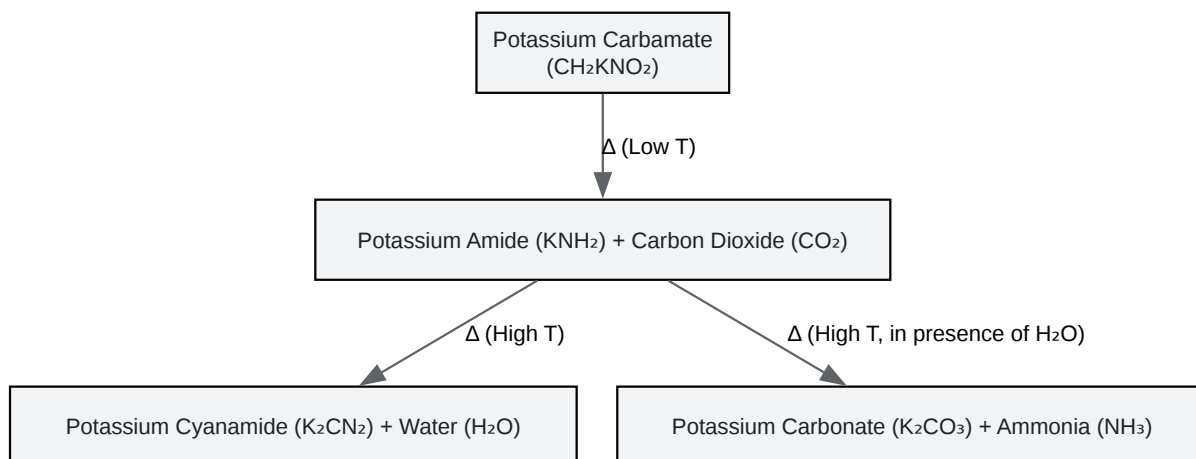 Potassium Carbamate
(CH₂KNO₂)
Δ (Low T)
Potassium Amide (KNH₂) + Carbon Dioxide (CO₂)
Δ (High T)
Δ (High T, in presence of H₂O)
Potassium Cyanamide (K₂CN₂) + Water (H₂O)
Potassium Carbonate (K₂CO₃) + Ammonia (NH₃)